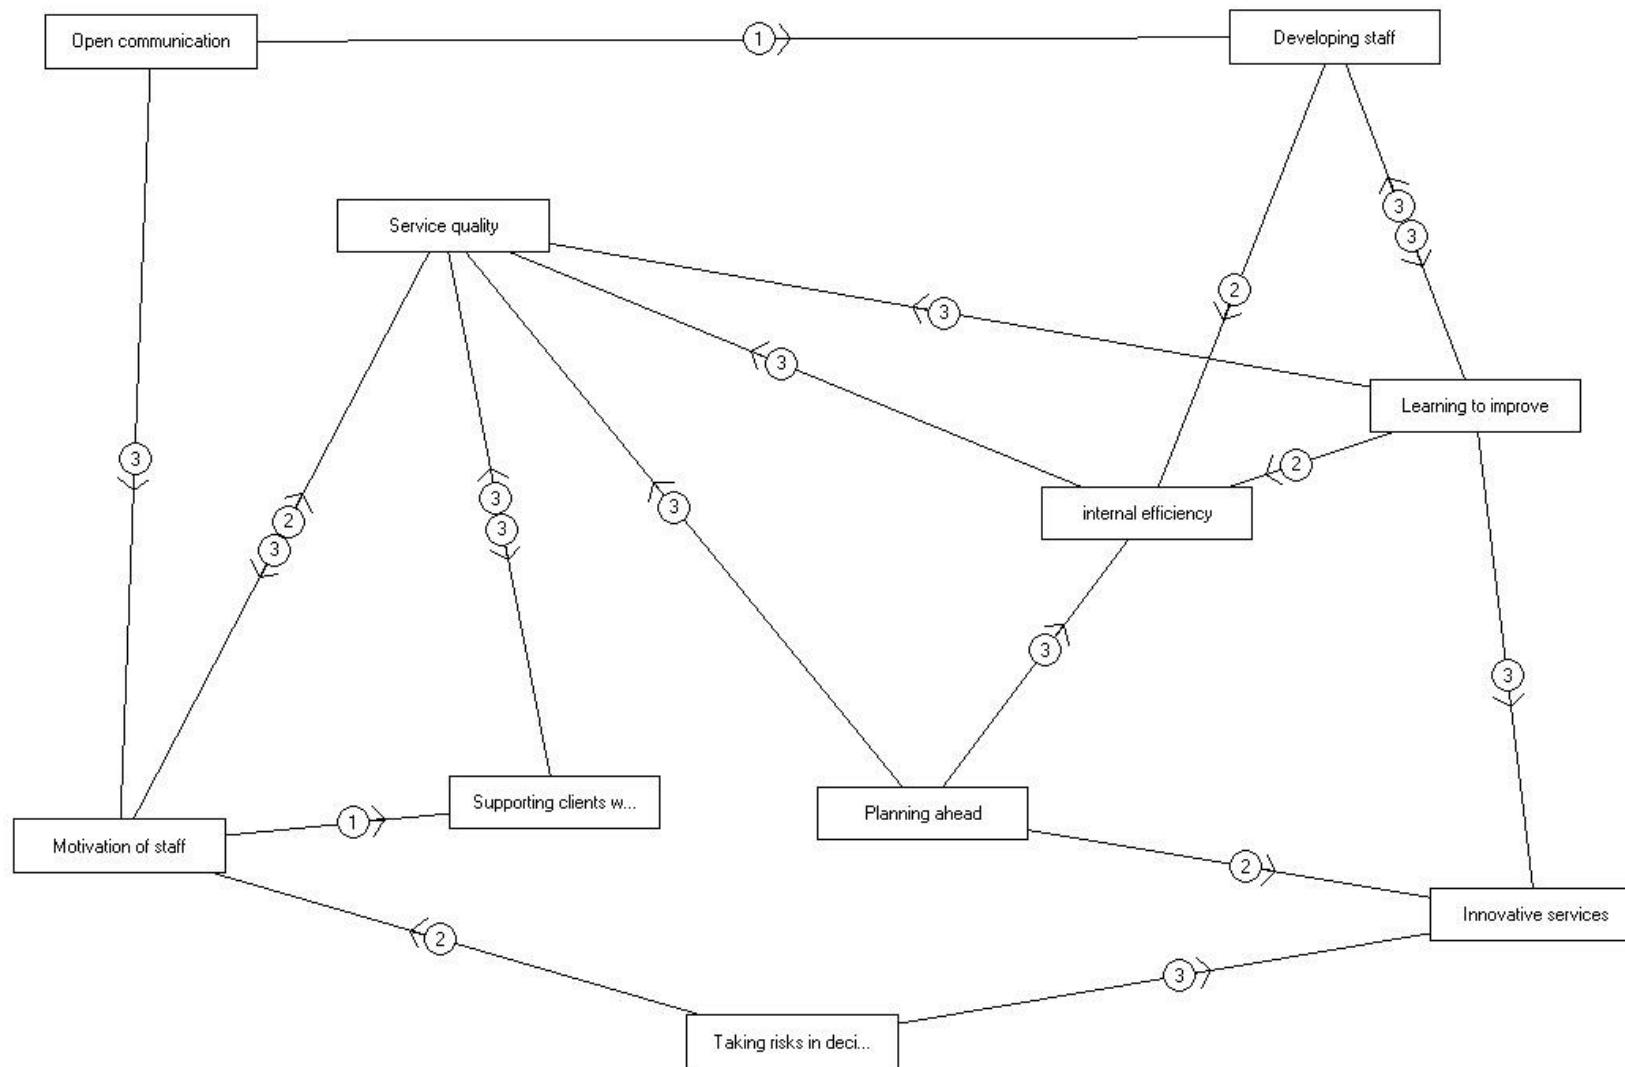 Open communication
1
Developing staff
Service quality
3
3
2
3
3
Learning to improve
3
2
3
3
3
internal efficiency
2
3
3
3
3
Supporting clients w...
Planning ahead
1
Motivation of staff
2
Innovative services
2
3
Taking risks in deci...